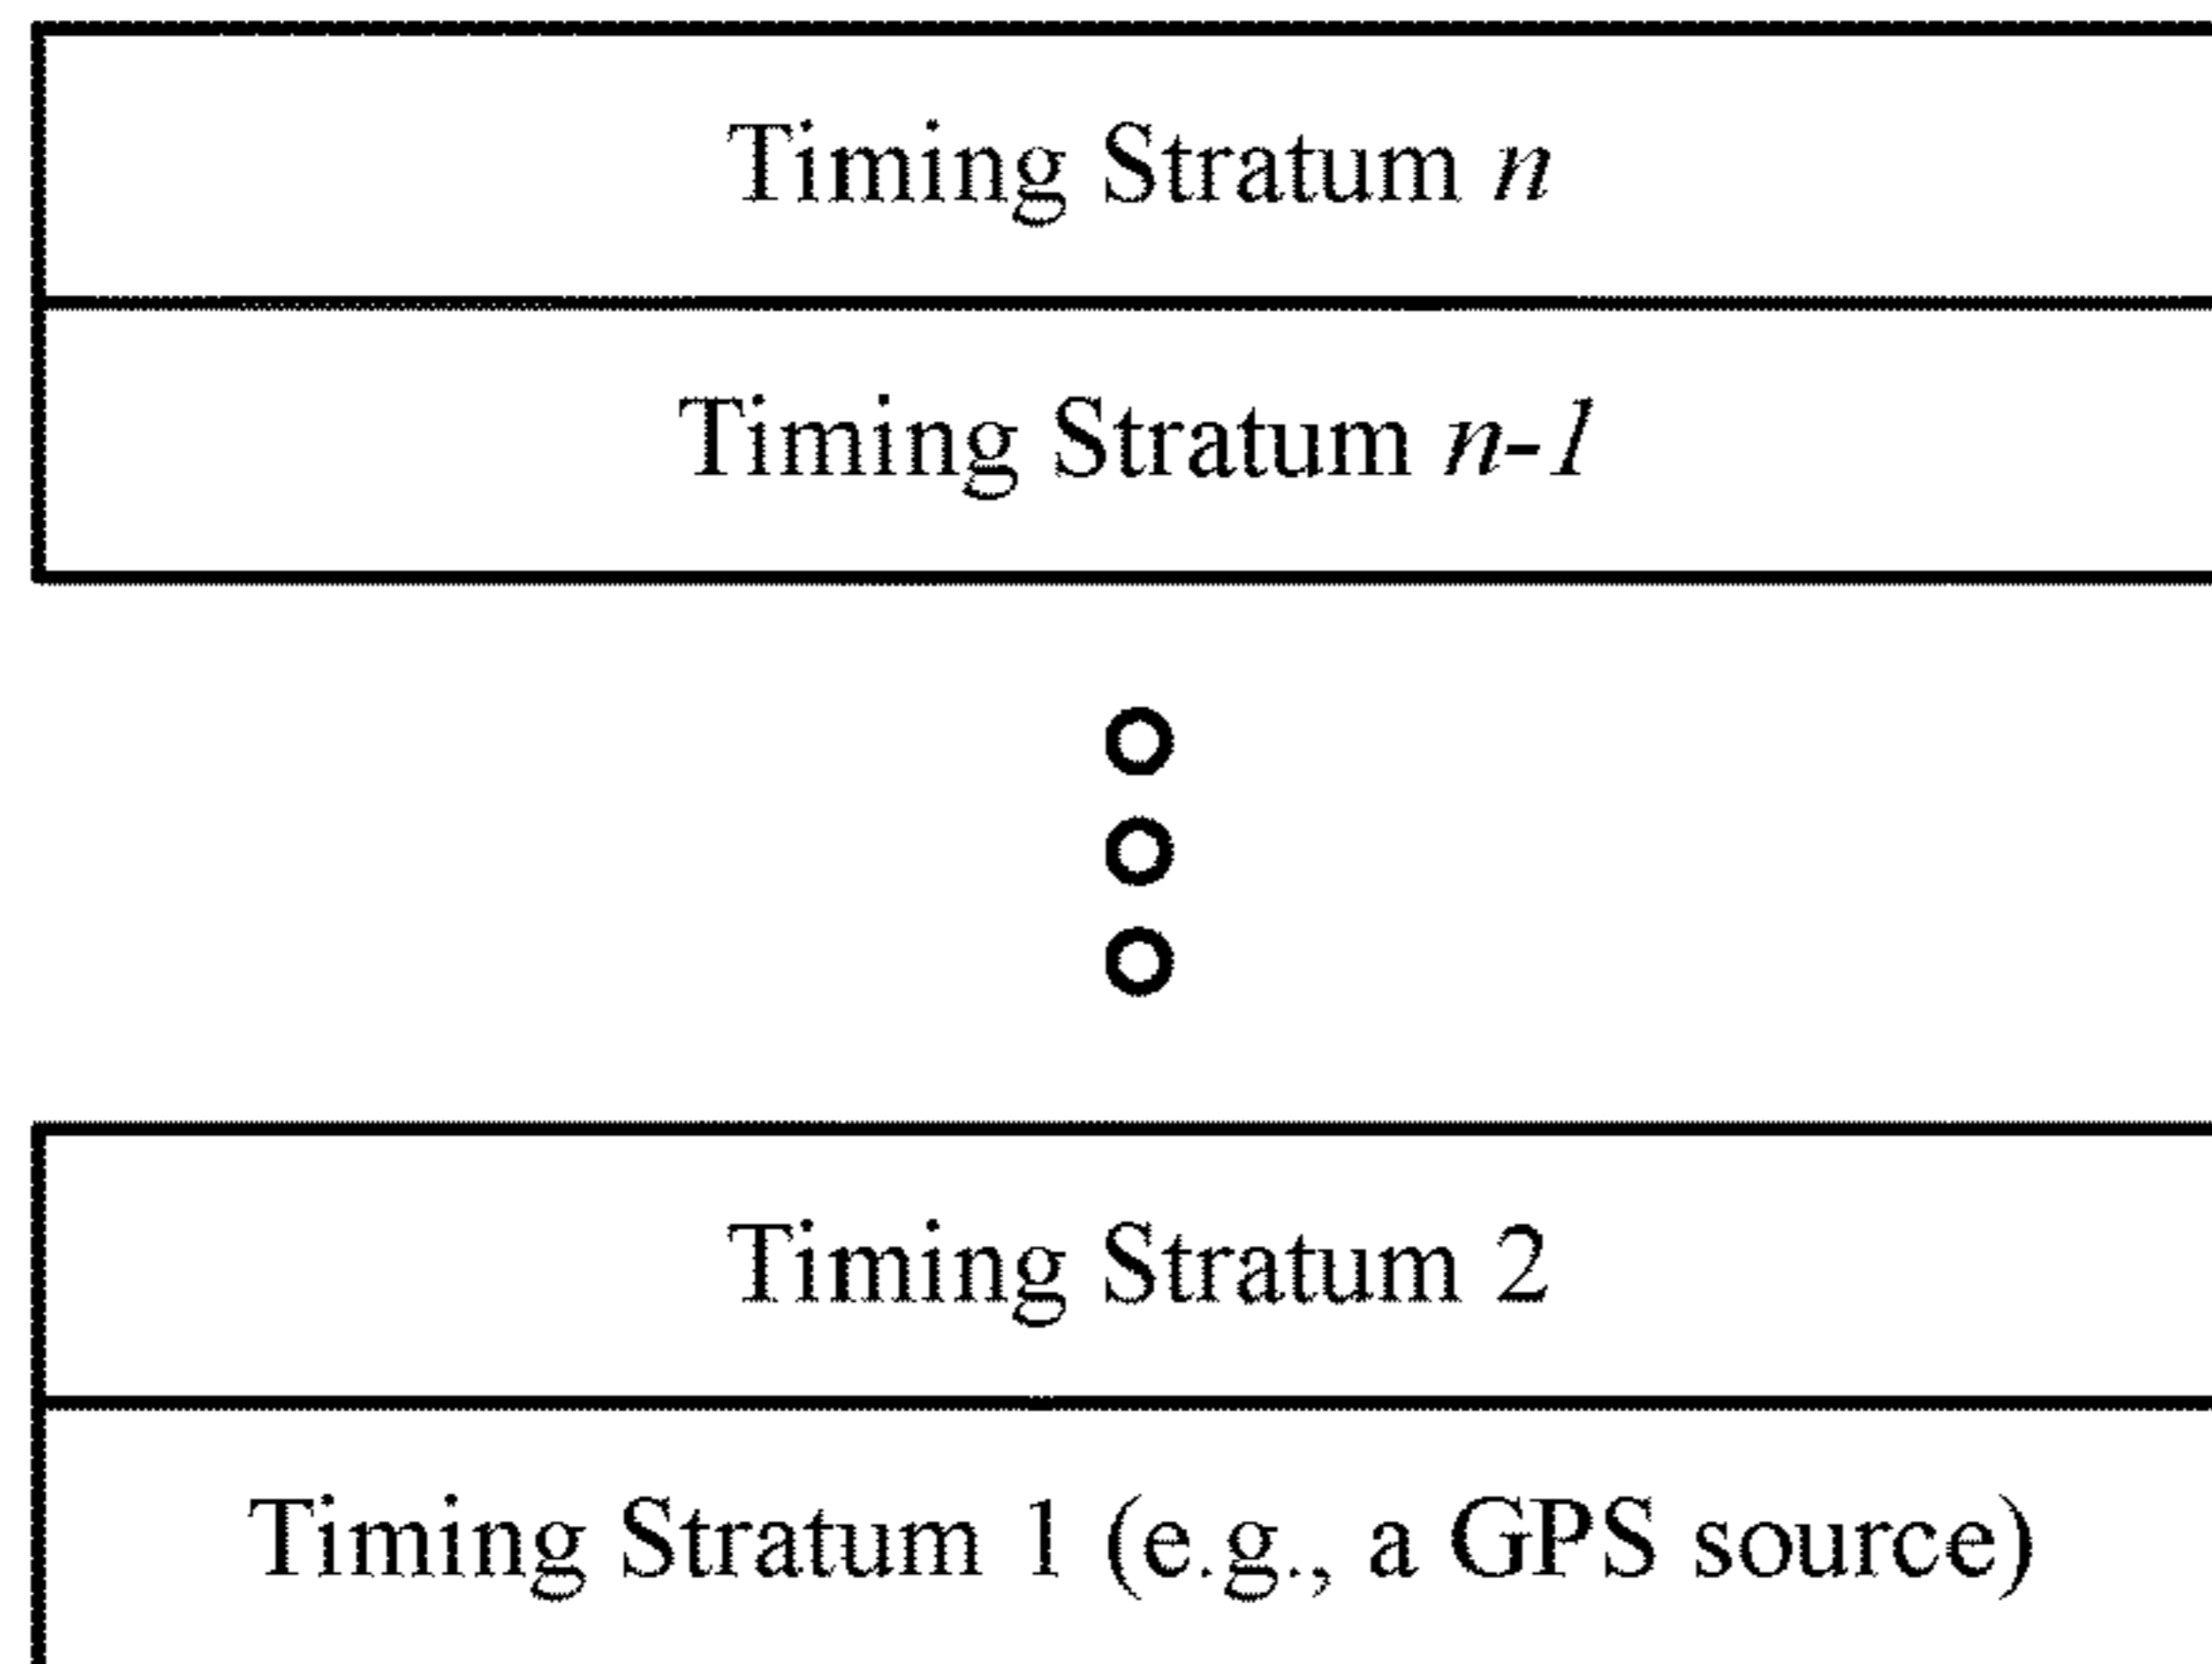 Timing Stratum n
Timing Stratum n-1
Timing Stratum 2
Timing Stratum 1 (e.g., a GPS source)